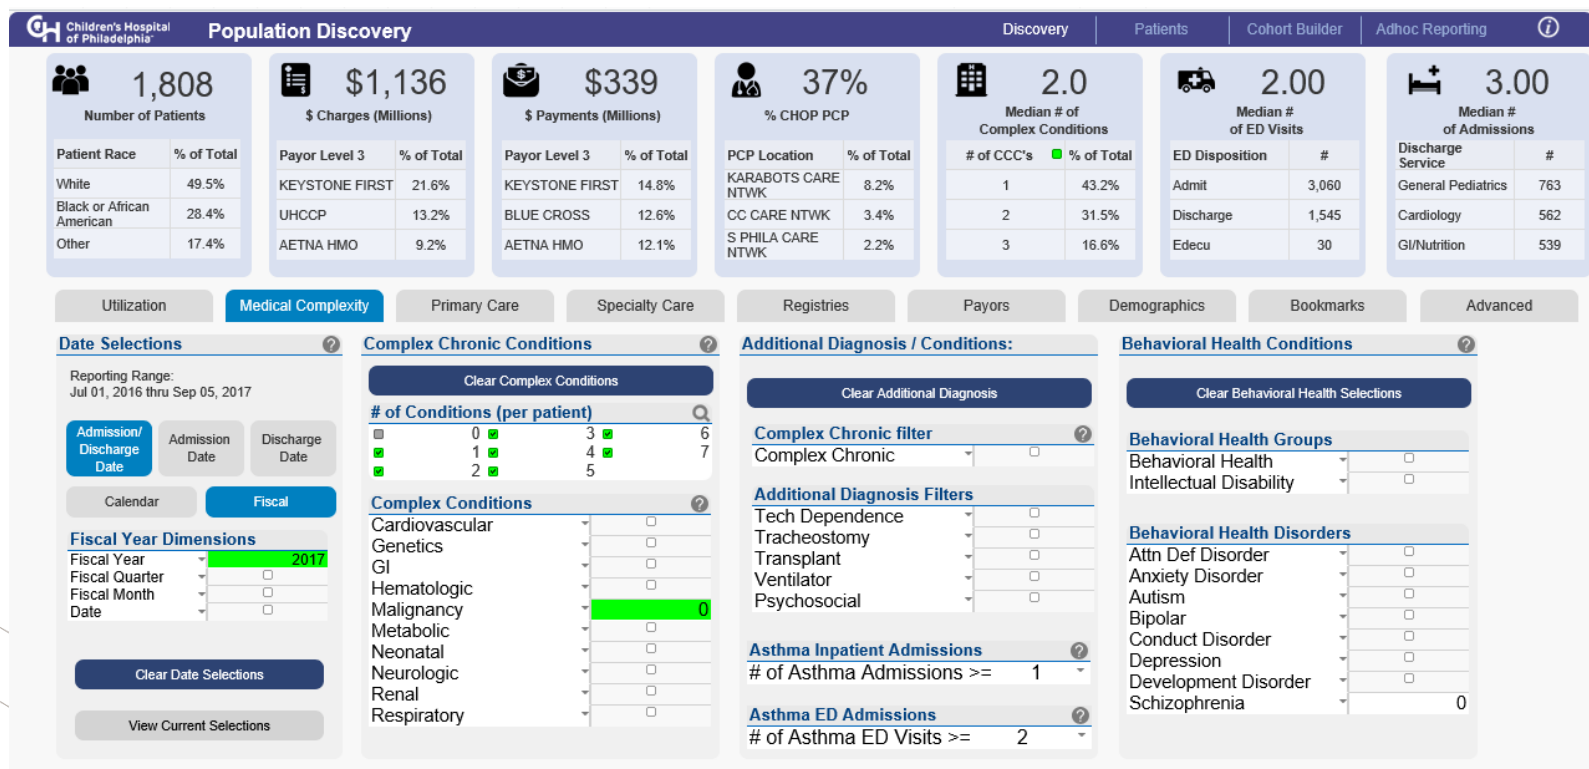 Children's Hospital of Philadelphia
Population Discovery
Discovery
Patients
Cohort Builder
Adhoc Reporting
1,808
Number of Patients
Patient Race % of Total
White 49.5%
Black or African American 28.4%
Other 17.4%
$1,136
$ Charges (Millions)
Payor Level 3 % of Total
KEYSTONE FIRST 21.6%
UHCCP 13.2%
AETNA HMO 9.2%
$339
$ Payments (Millions)
Payor Level 3 % of Total
KEYSTONE FIRST 14.8%
BLUE CROSS 12.6%
AETNA HMO 12.1%
37%
% CHOP PCP
PCP Location % of Total
KARABOTS CARE NTWK 8.2%
CC CARE NTWK 3.4%
S PHILA CARE NTWK 2.2%
2.0
Median # of
Complex Conditions
# of CCC's % of Total
1 43.2%
2 31.5%
3 16.6%
2.00
Median #
of ED Visits
ED Disposition #
Admit 3,060
Discharge 1,545
Edecu 30
3.00
Median #
of Admissions
Discharge Service #
General Pediatrics 763
Cardiology 562
GI/Nutrition 539
Utilization
Medical Complexity
Primary Care
Specialty Care
Registries
Payors
Demographics
Bookmarks
Advanced
Date Selections ?
Reporting Range:
Jul 01, 2016 thru Sep 05, 2017
Admission/
Discharge
Date
Admission
Date
Discharge
Date
Calendar
Fiscal
Fiscal Year Dimensions
Fiscal Year 2017
Fiscal Quarter
Fiscal Month
Date
Clear Date Selections
View Current Selections
Complex Chronic Conditions ?
Clear Complex Conditions
# of Conditions (per patient)
0 3 6
1 4 7
2 5
Complex Conditions ?
Cardiovascular
Genetics
GI
Hematologic
Malignancy 0
Metabolic
Neonatal
Neurologic
Renal
Respiratory
Additional Diagnosis / Conditions:
Clear Additional Diagnosis
Complex Chronic filter ?
Complex Chronic
Additional Diagnosis Filters
Tech Dependence
Tracheostomy
Transplant
Ventilator
Psychosocial
Asthma Inpatient Admissions ?
# of Asthma Admissions >= 1
Asthma ED Admissions ?
# of Asthma ED Visits >= 2
Behavioral Health Conditions ?
Clear Behavioral Health Selections
Behavioral Health Groups
Behavioral Health
Intellectual Disability
Behavioral Health Disorders
Attn Def Disorder
Anxiety Disorder
Autism
Bipolar
Conduct Disorder
Depression
Development Disorder
Schizophrenia 0